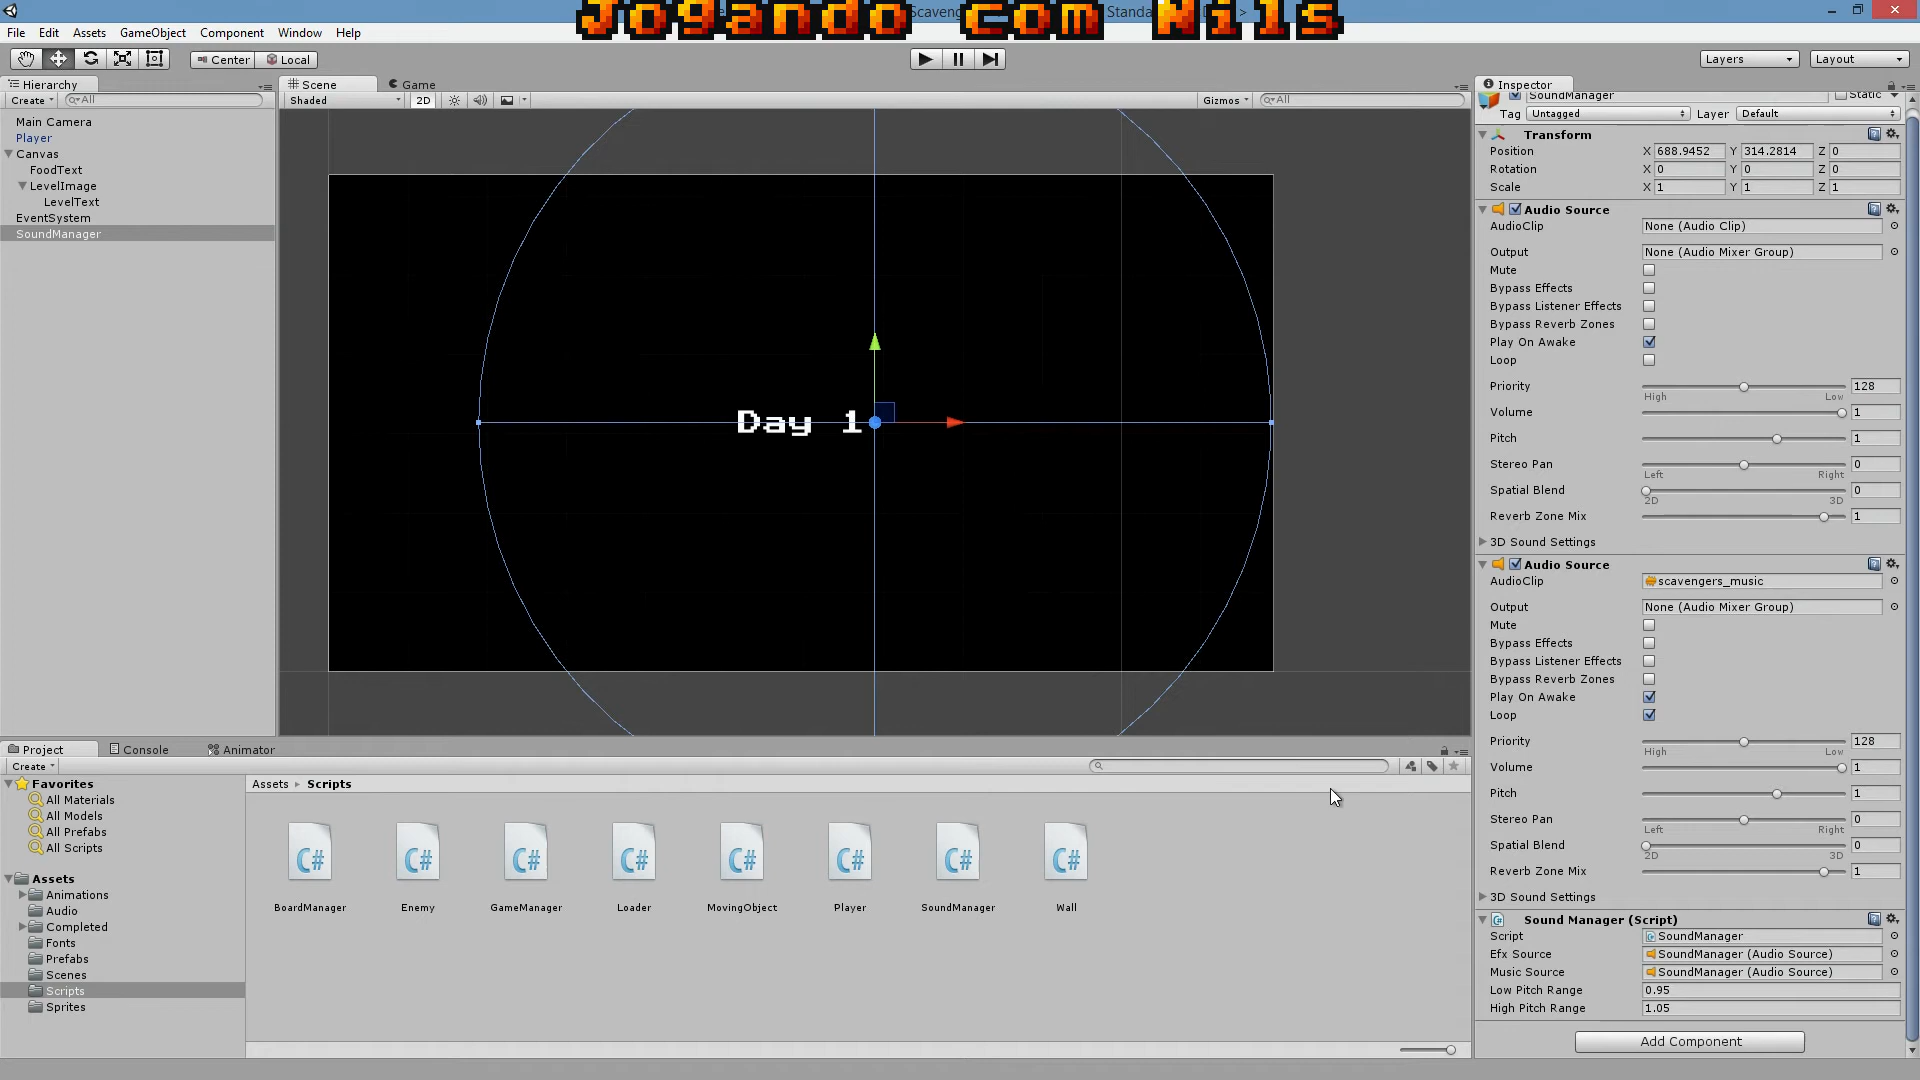 Jogando com Nils
Scaveng
Standa
>
File Edit Assets GameObject Component Window Help
Center Local
Layers Layout
Hierarchy
Create All
Main Camera
Player
Canvas
FoodText
LevelImage
LevelText
EventSystem
SoundManager
Scene Game
Shaded 2D Gizmos All
Day 1
Inspector
SoundManager Static
Tag Untagged Layer Default
Transform
Position X 688.9452 Y 314.2814 Z 0
Rotation X 0 Y 0 Z 0
Scale X 1 Y 1 Z 1
Audio Source
AudioClip None (Audio Clip)
Output None (Audio Mixer Group)
Mute
Bypass Effects
Bypass Listener Effects
Bypass Reverb Zones
Play On Awake
Loop
Priority 128
High Low
Volume 1
Pitch 1
Stereo Pan 0
Left Right
Spatial Blend 0
2D 3D
Reverb Zone Mix 1
3D Sound Settings
Audio Source
AudioClip scavengers_music
Output None (Audio Mixer Group)
Mute
Bypass Effects
Bypass Listener Effects
Bypass Reverb Zones
Play On Awake
Loop
Priority 128
High Low
Volume 1
Pitch 1
Stereo Pan 0
Left Right
Spatial Blend 0
2D 3D
Reverb Zone Mix 1
3D Sound Settings
Sound Manager (Script)
Script SoundManager
Efx Source SoundManager (Audio Source)
Music Source SoundManager (Audio Source)
Low Pitch Range 0.95
High Pitch Range 1.05
Add Component
Project Console Animator
Create
Favorites
All Materials
All Models
All Prefabs
All Scripts
Assets
Animations
Audio
Completed
Fonts
Prefabs
Scenes
Scripts
Sprites
Assets Scripts
C# C# C# C# C# C# C# C#
BoardManager Enemy GameManager Loader MovingObject Player SoundManager Wall